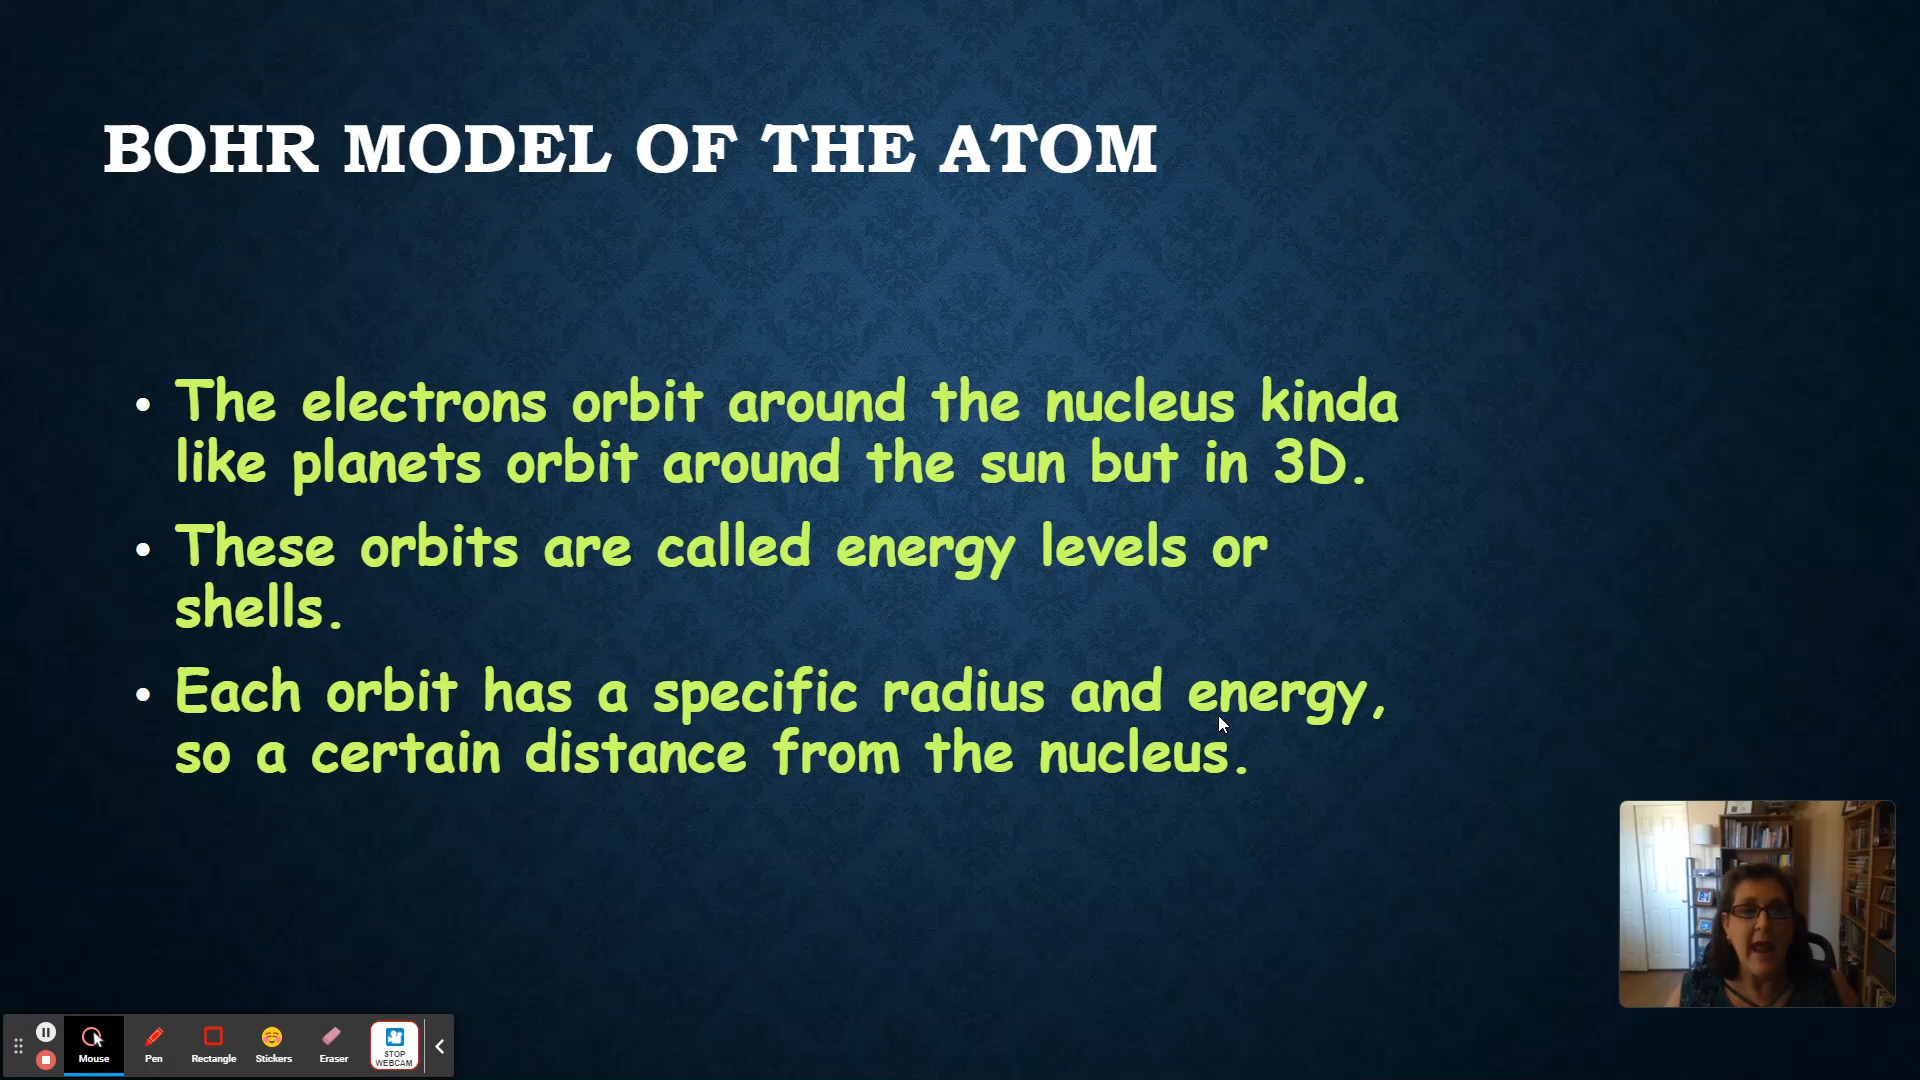 BOHR MODEL OF THE ATOM
• The electrons orbit around the nucleus kinda
like planets orbit around the sun but in 3D.
• These orbits are called energy levels or
shells.
• Each orbit has a specific radius and energy,
so a certain distance from the nucleus.
Mouse
Pen
Rectangle
Stickers
Eraser
STOP
WEBCAM